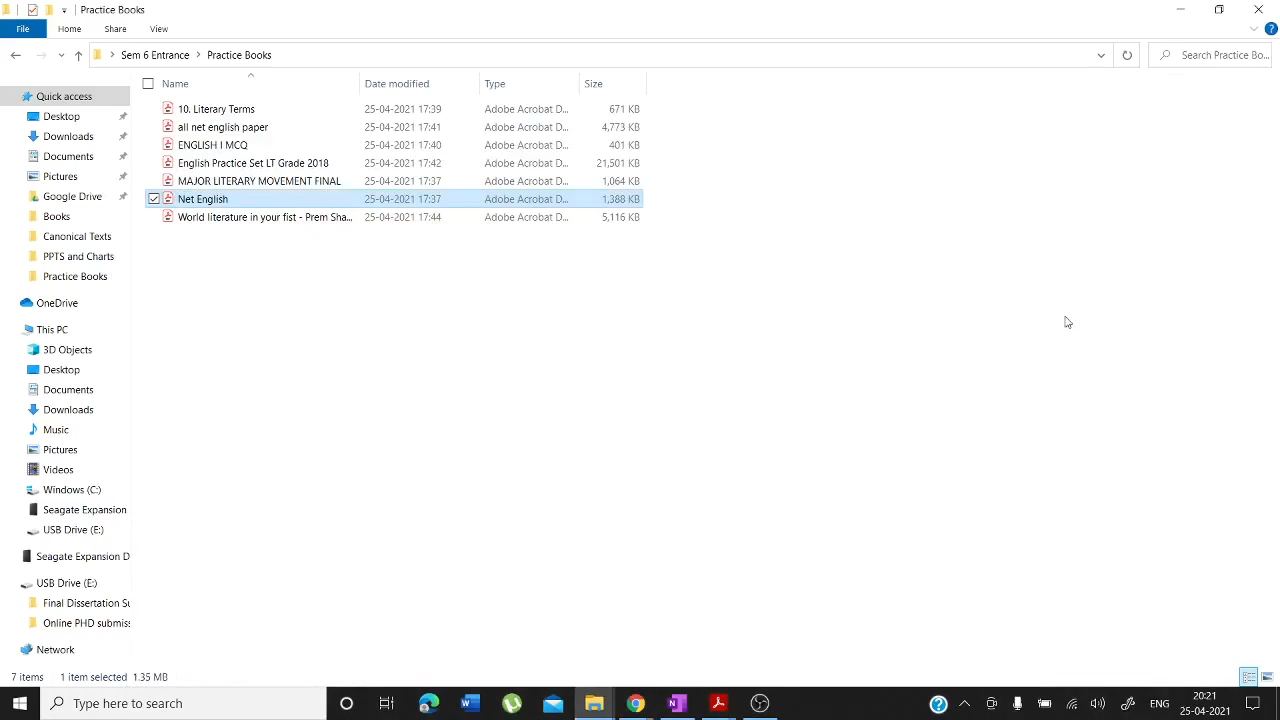 Practice Books
File Home Share View
Sem 6 Entrance Practice Books Search Practice Bo...
Name Date modified Type Size
Quick access
Desktop
Downloads
Documents
Pictures
Google Drive
Books
Canonical Texts
PPTS and Charts
Practice Books
OneDrive
This PC
3D Objects
Desktop
Documents
Downloads
Music
Pictures
Videos
Windows (C:)
Seagate Expansion
USB Drive (E:)
Seagate Expansion D
USB Drive (E:)
Final Dissertation Su
Online PHD submiss
Network
10. Literary Terms 25-04-2021 17:39 Adobe Acrobat D... 671 KB
all net english paper 25-04-2021 17:41 Adobe Acrobat D... 4,773 KB
ENGLISH I MCQ 25-04-2021 17:40 Adobe Acrobat D... 401 KB
English Practice Set LT Grade 2018 25-04-2021 17:42 Adobe Acrobat D... 21,501 KB
MAJOR LITERARY MOVEMENT FINAL 25-04-2021 17:37 Adobe Acrobat D... 1,064 KB
Net English 25-04-2021 17:37 Adobe Acrobat D... 1,388 KB
World literature in your fist - Prem Sha... 25-04-2021 17:44 Adobe Acrobat D... 5,116 KB
7 items 1 item selected 1.35 MB
Type here to search
ENG
20:21
25-04-2021